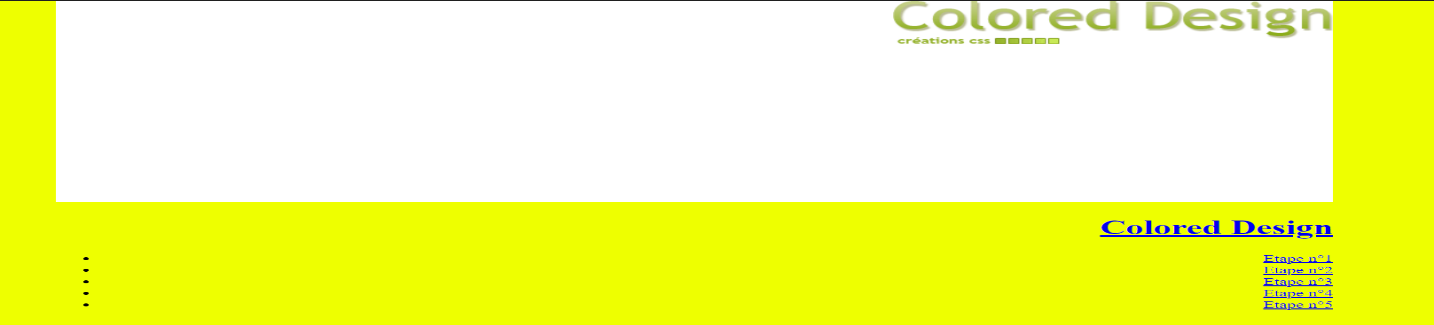 Colored Design
créations css
Colored Design
Etape n°1
Etape n°2
Etape n°3
Etape n°4
Etape n°5